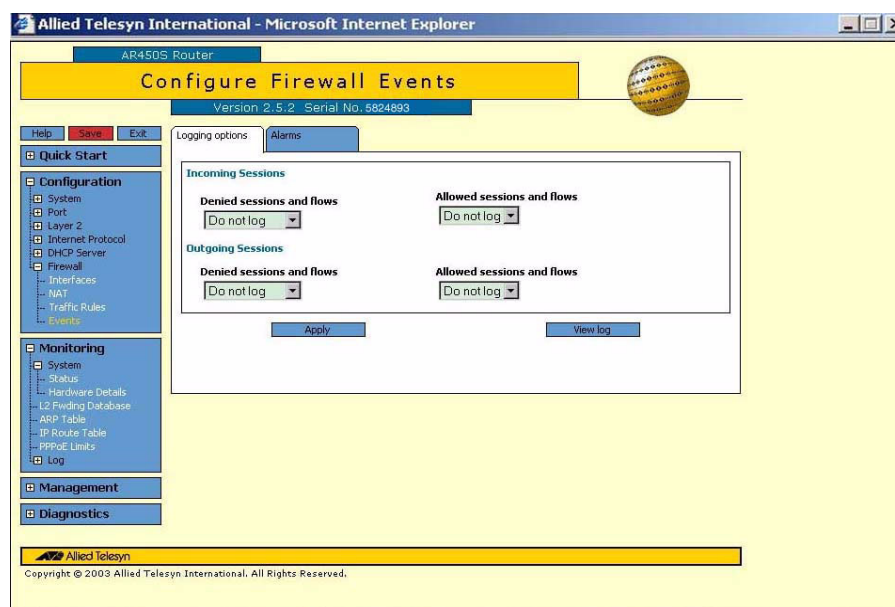 Allied Telesyn International - Microsoft Internet Explorer
AR450S Router
Configure Firewall Events
Version 2.5.2 Serial No. 5824893
Help Save Exit
Quick Start
Configuration
System
Port
Layer 2
Internet Protocol
DHCP Server
Firewall
Interfaces
NAT
Traffic Rules
Events
Monitoring
System
Status
Hardware Details
L2 Fwding Database
ARP Table
IP Route Table
PPPoE Limits
Log
Management
Diagnostics
Logging options Alarms
Incoming Sessions
Denied sessions and flows Allowed sessions and flows
Do not log Do not log
Outgoing Sessions
Denied sessions and flows Allowed sessions and flows
Do not log Do not log
Apply View log
Allied Telesyn
Copyright © 2003 Allied Telesyn International. All Rights Reserved.